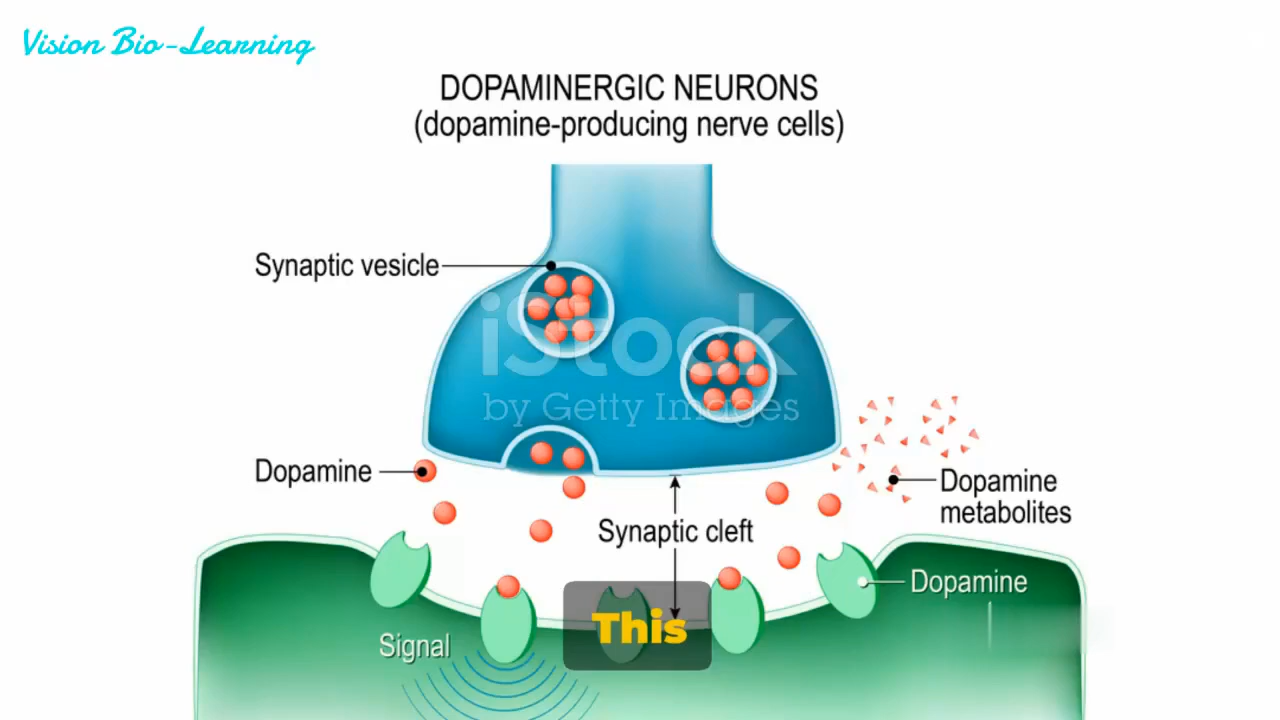 Vision Bio-Learning
DOPAMINERGIC NEURONS
(dopamine-producing nerve cells)
Synaptic vesicle
iStock
by Getty Images
Dopamine
Dopamine
metabolites
Synaptic cleft
Dopamine
This
Signal